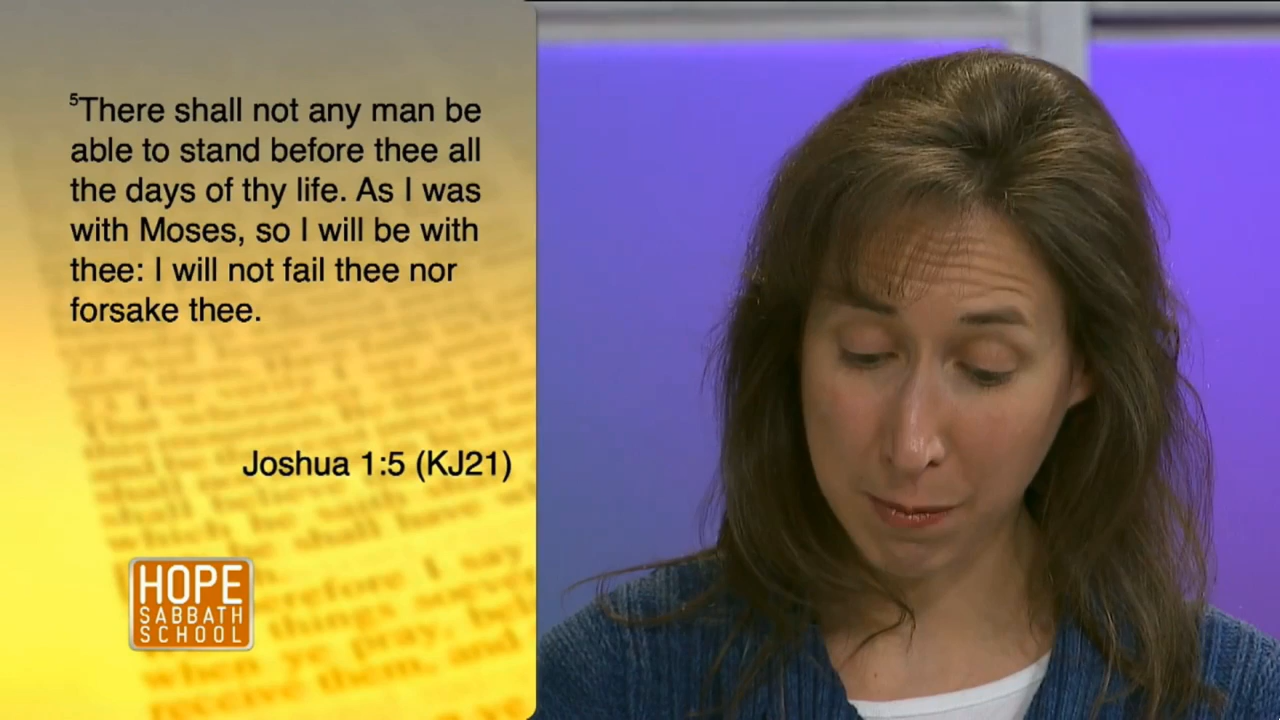 ⁵There shall not any man be
able to stand before thee all
the days of thy life. As I was
with Moses, so I will be with
thee: I will not fail thee nor
forsake thee.
Joshua 1:5 (KJ21)
HOPE
SABBATH
SCHOOL